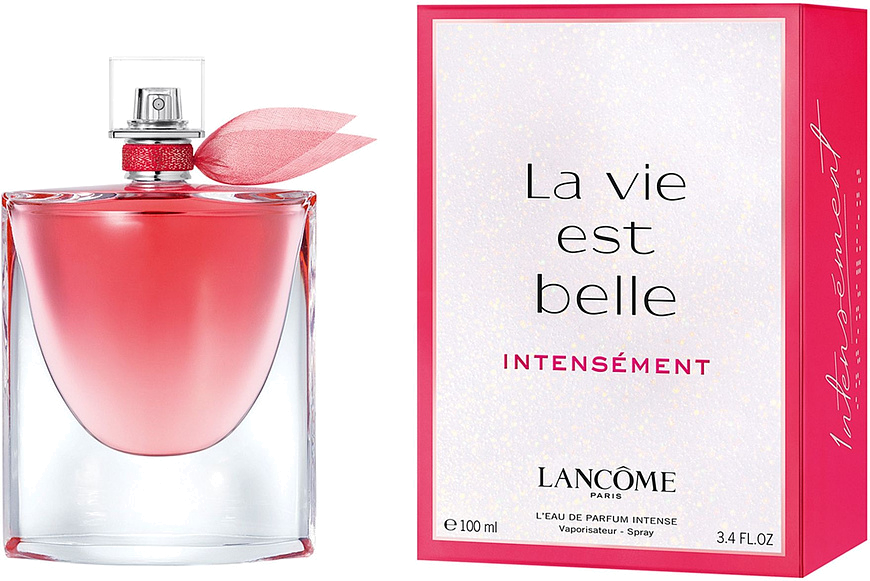 La vie
est
belle
INTENSÉMENT
LANCÔME
PARIS
L'EAU DE PARFUM INTENSE
Vaporisateur - Spray
e 100 ml
3.4 FL.OZ
Intensément